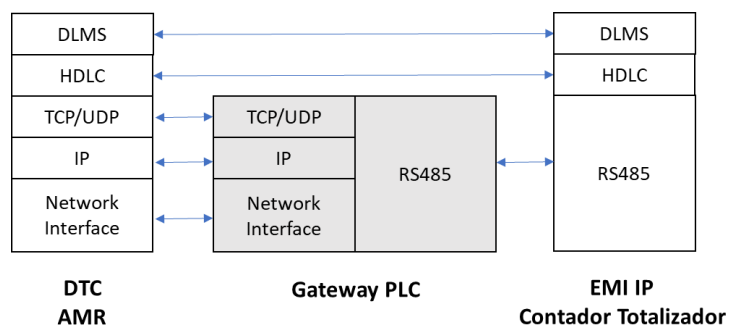 DLMS
HDLC
TCP/UDP
IP
Network
Interface
DTC
AMR
TCP/UDP
IP
Network
Interface
RS485
Gateway PLC
DLMS
HDLC
RS485
EMI IP
Contador Totalizador